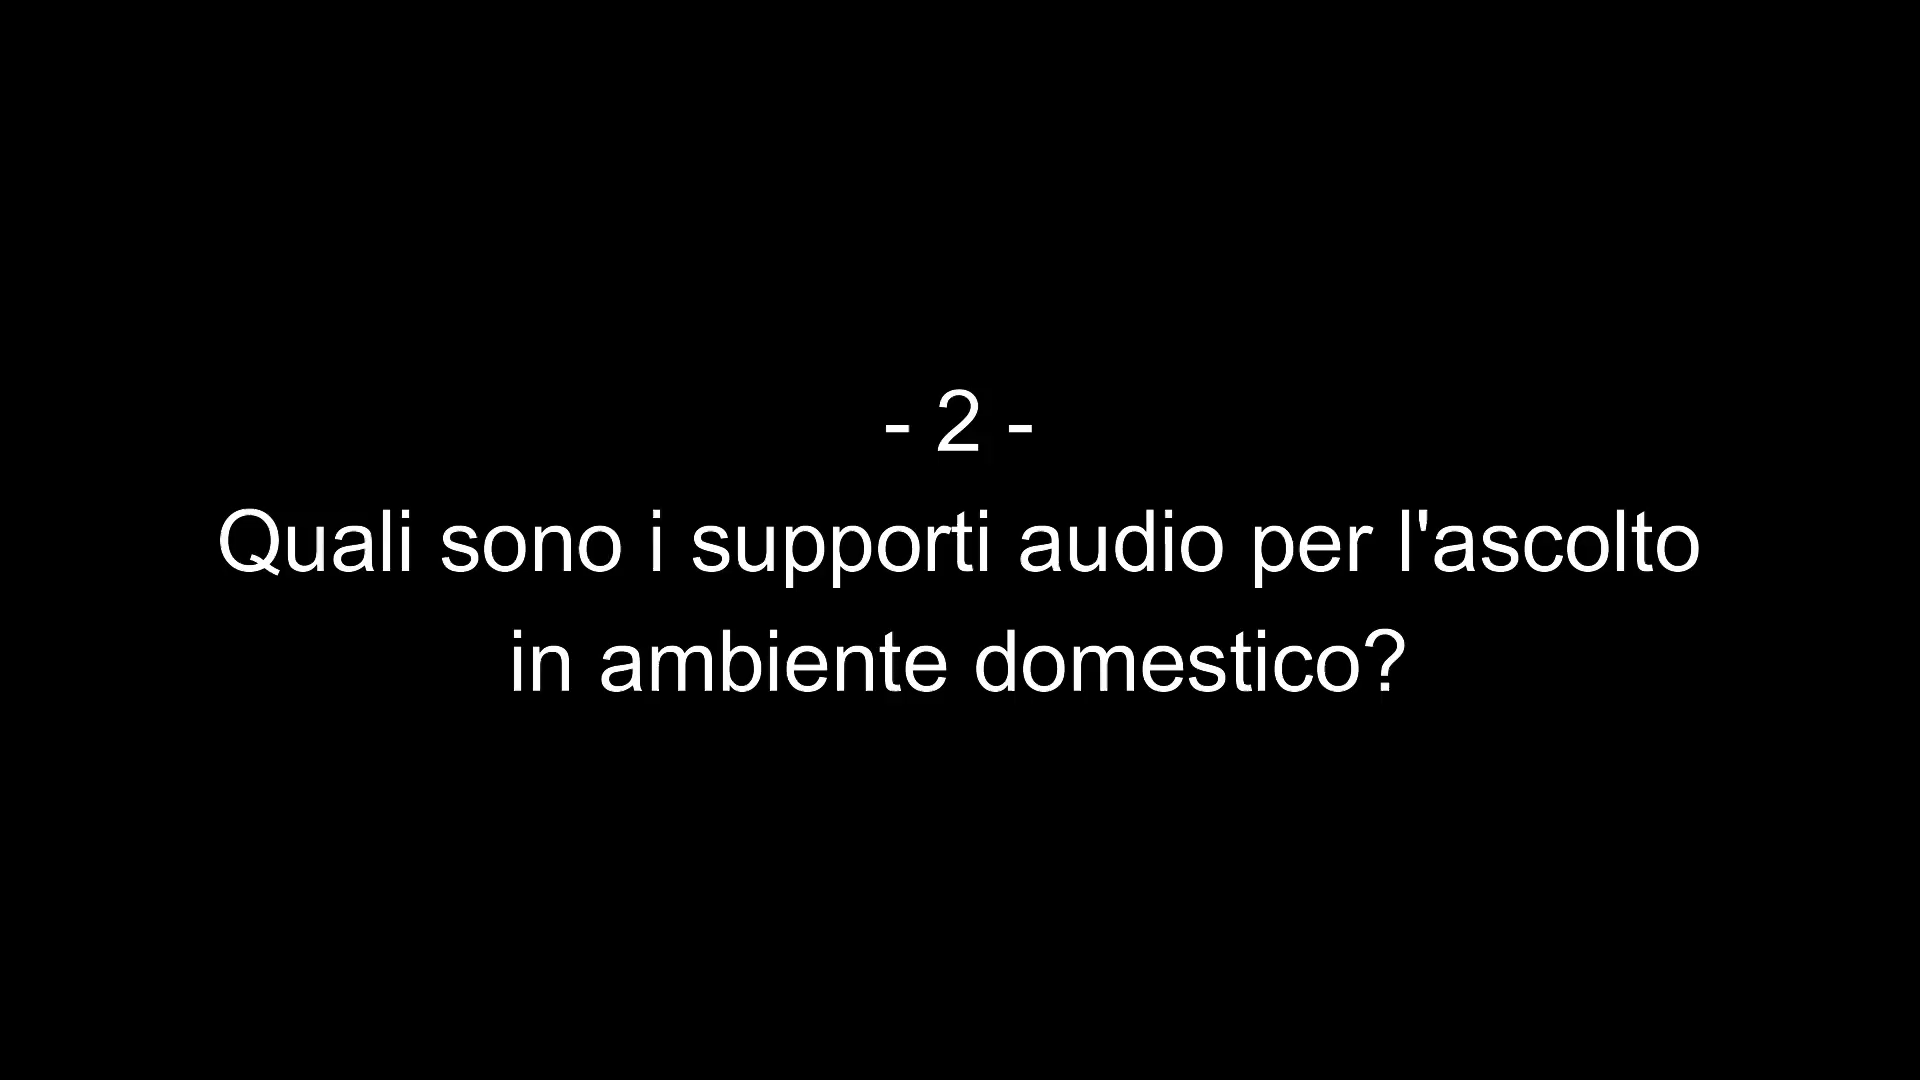 - 2 -
Quali sono i supporti audio per l'ascolto
in ambiente domestico?